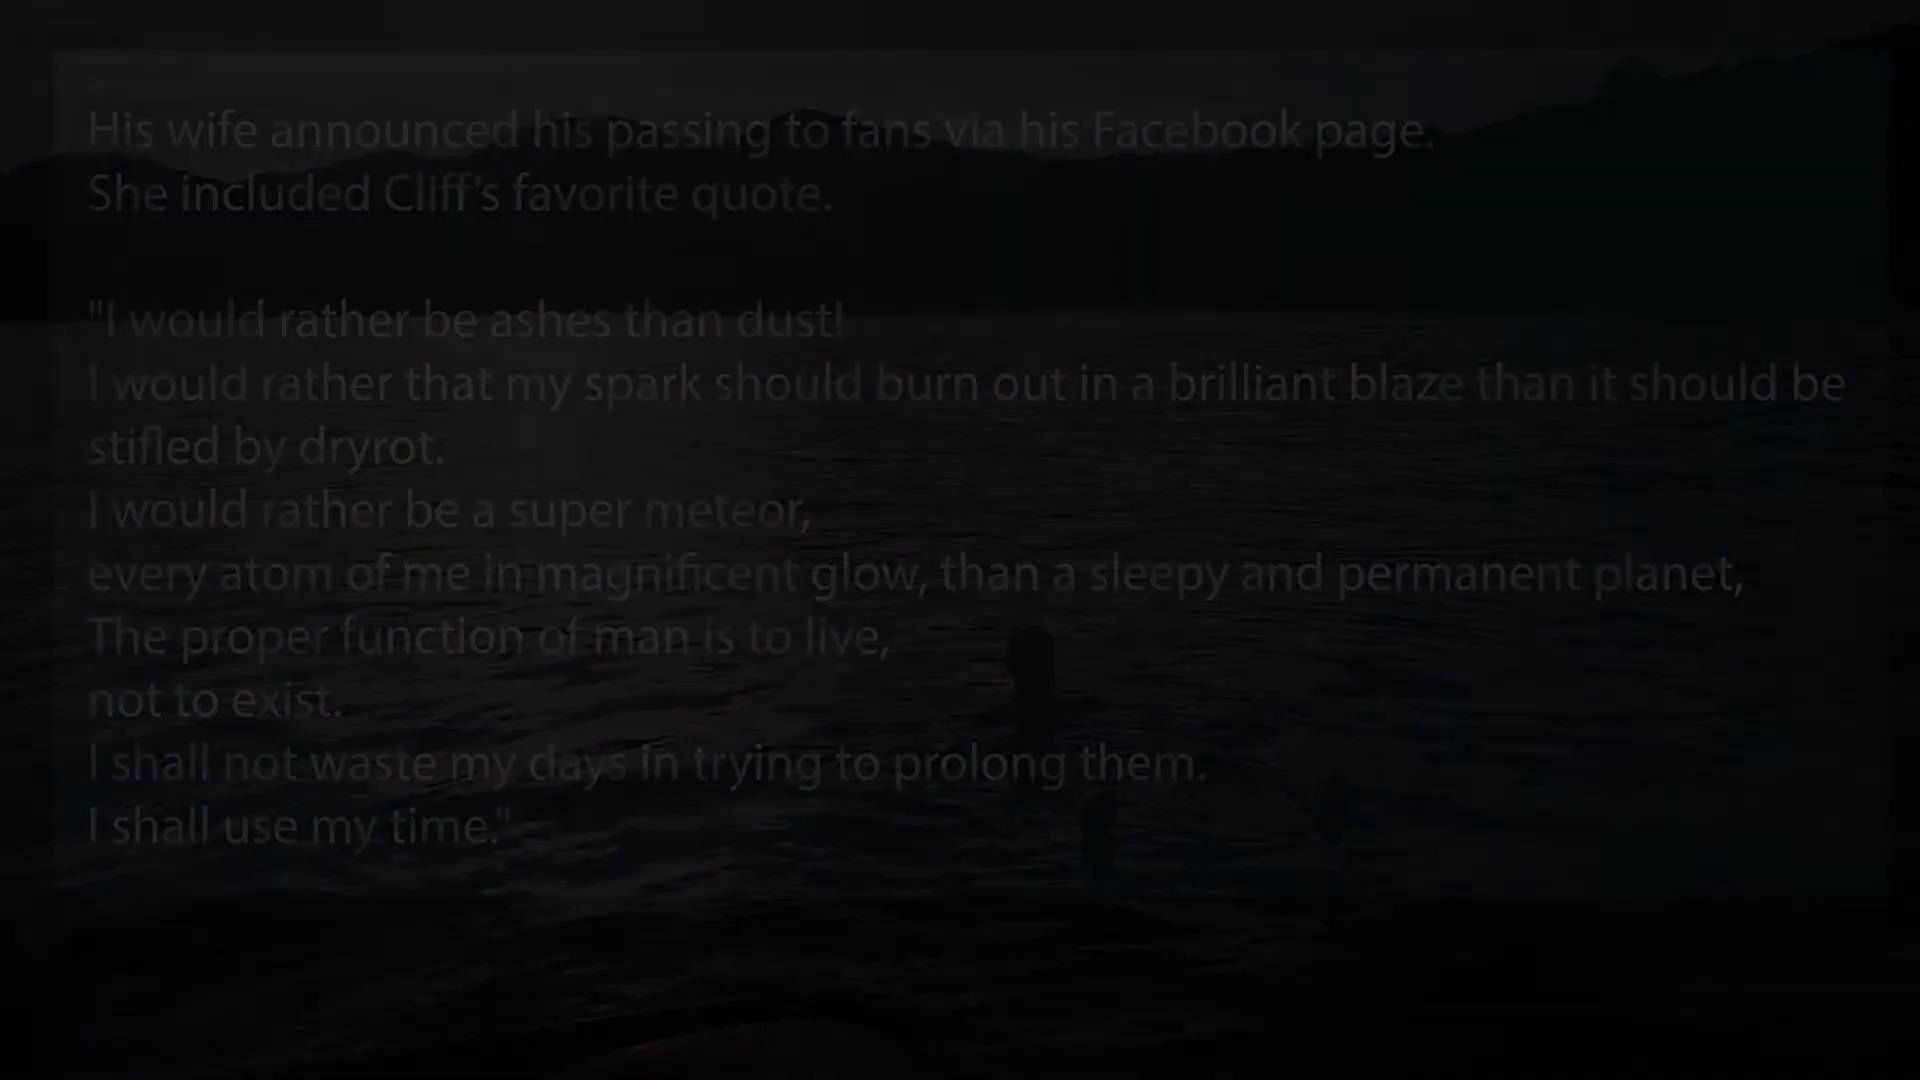 His wife announced his passing to fans via his Facebook page.
She included Cliff's favorite quote.
"I would rather be ashes than dust!
I would rather that my spark should burn out in a brilliant blaze than it should be
stifled by dryrot.
I would rather be a super meteor,
every atom of me in magnificent glow, than a sleepy and permanent planet,
The proper function of man is to live,
not to exist.
I shall not waste my days in trying to prolong them.
I shall use my time."